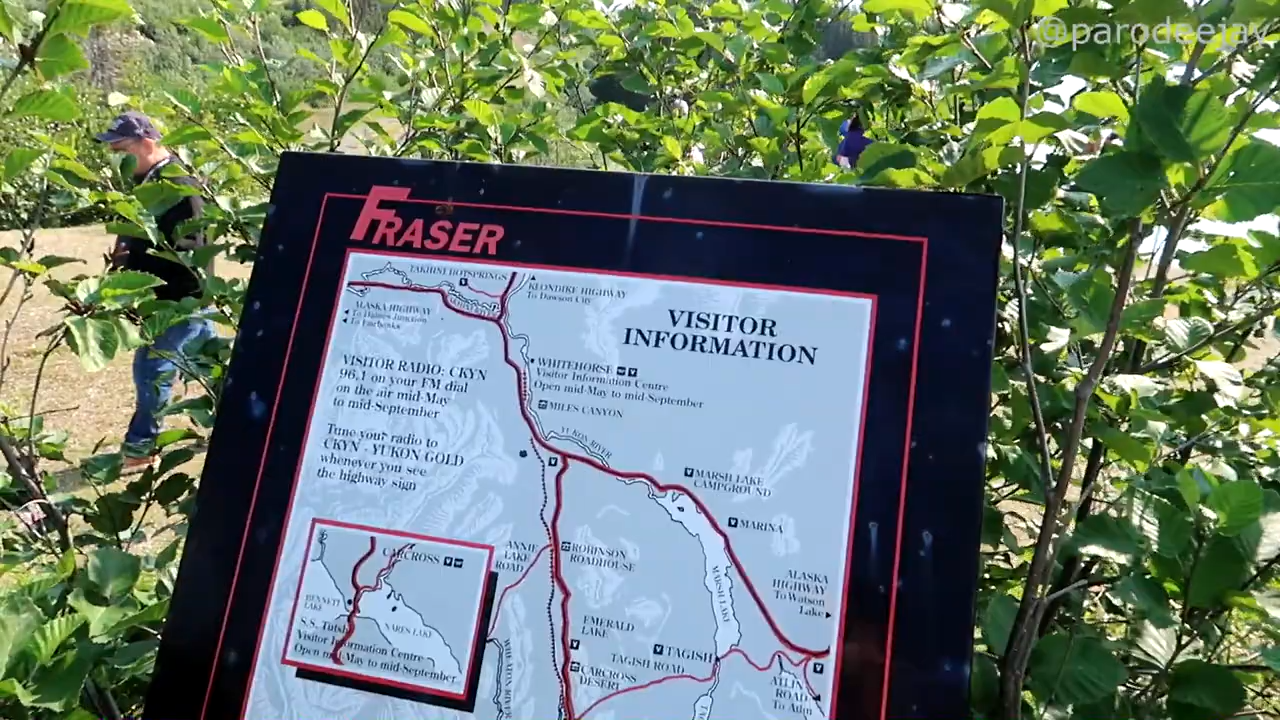 @parodeejay
FRASER
TAKHINI HOTSPRINGS
KLONDIKE HIGHWAY
To Dawson City
ALASKA HIGHWAY
To Haines Junction
To Fairbanks
VISITOR
INFORMATION
VISITOR RADIO: CKYN
96.1 on your FM dial
on the air mid-May
to mid-September
WHITEHORSE
Visitor Information Centre
Open mid-May to mid-September
MILES CANYON
YUKON RIVER
Tune your radio to
CKYN - YUKON GOLD
whenever you see
the highway sign
MARSH LAKE
CAMPGROUND
MARINA
ANNIE
LAKE
ROAD
ROBINSON
ROADHOUSE
ALASKA
HIGHWAY
To Watson
Lake
MARSH LAKE
CARCROSS
BENNETT
LAKE
NARES LAKE
S.S. Tutshi
Visitor Information Centre
Open mid-May to mid-September
EMERALD
LAKE
TAGISH
TAGISH ROAD
CARCROSS
DESERT
ATLIN
ROAD
To Atlin